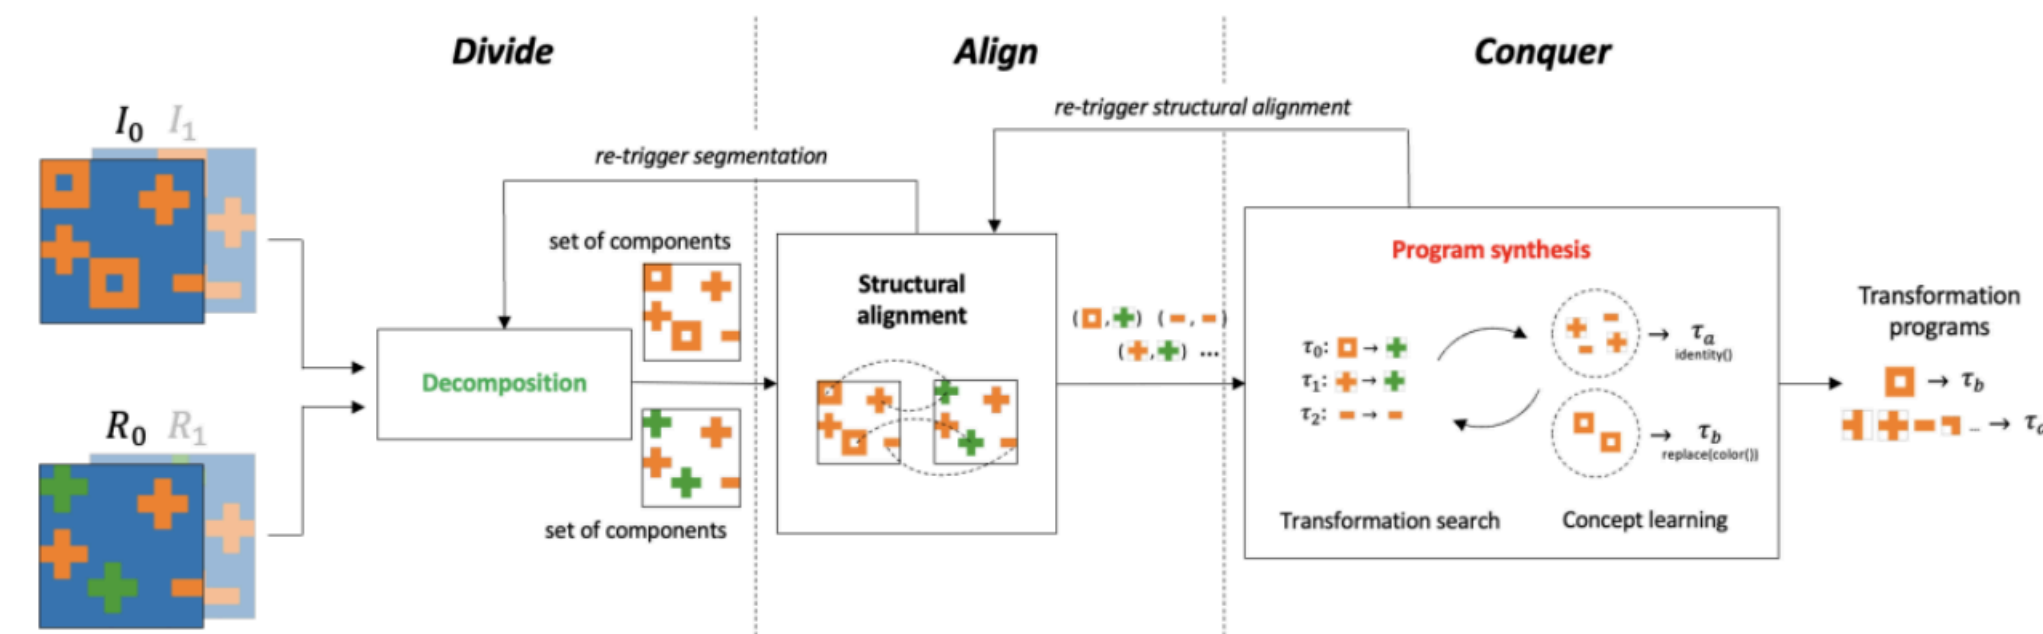 Divide
Align
Conquer
I0 I1
re-trigger segmentation
re-trigger structural alignment
set of components
Decomposition
set of components
R0 R1
Structural
alignment
( , ) ( , )
( , ) ...
Program synthesis
τ0: →
τ1: →
τ2: →
→ τa
identity()
→ τb
replace(color())
Transformation search
Concept learning
Transformation
programs
→ τb
... → τa